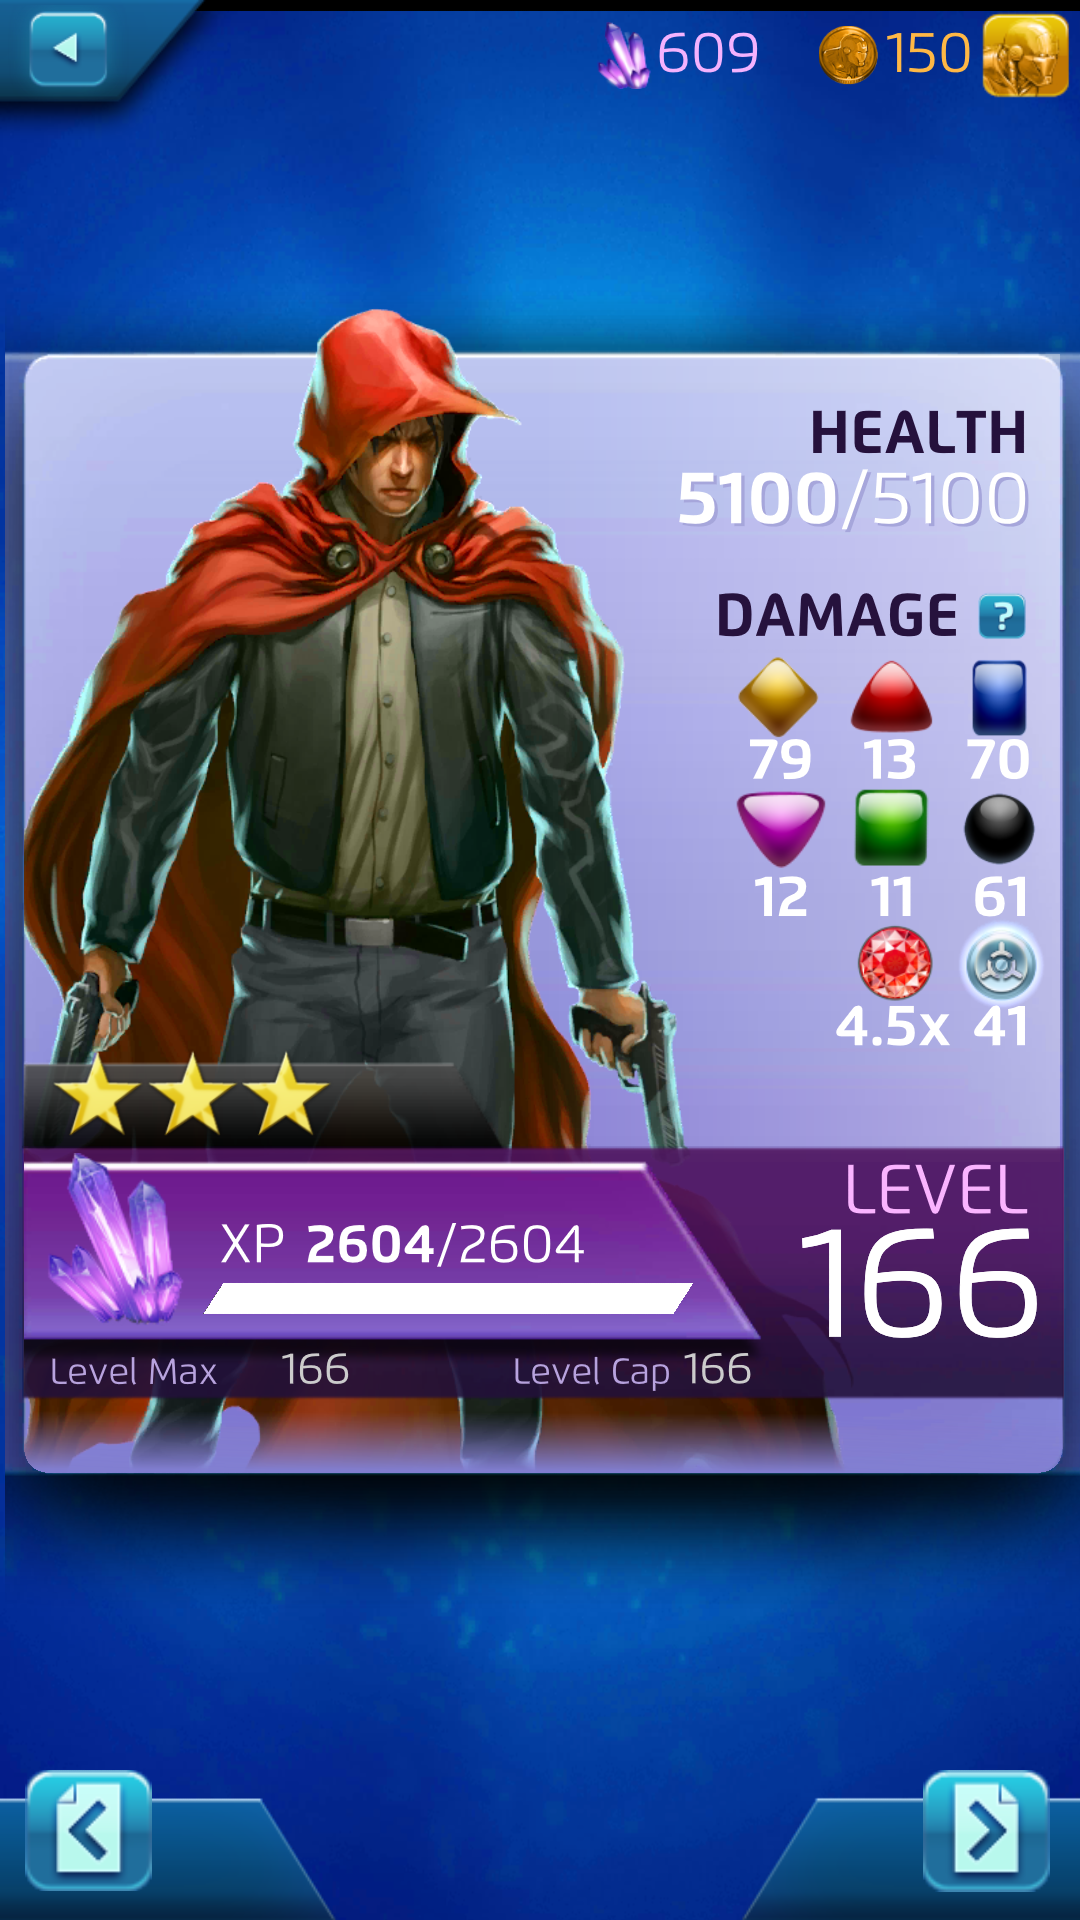 609 150
HEALTH
5100/5100
DAMAGE ?
79 13 70
12 11 61
4.5x 41
LEVEL
166
XP 2604/2604
Level Max 166 Level Cap 166